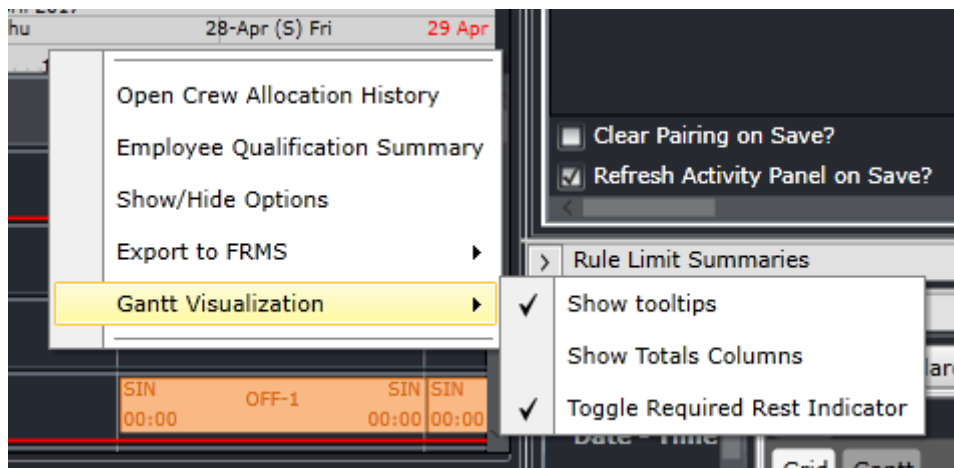 2017
hu
28-Apr (S) Fri
29 Apr
Open Crew Allocation History
Employee Qualification Summary
Show/Hide Options
Export to FRMS
Gantt Visualization
SIN
OFF-1
SIN
SIN
00:00
00:00
00:00
Clear Pairing on Save?
Refresh Activity Panel on Save?
Rule Limit Summaries
Show tooltips
Show Totals Columns
Toggle Required Rest Indicator
Date - Time
Grid
Gantt